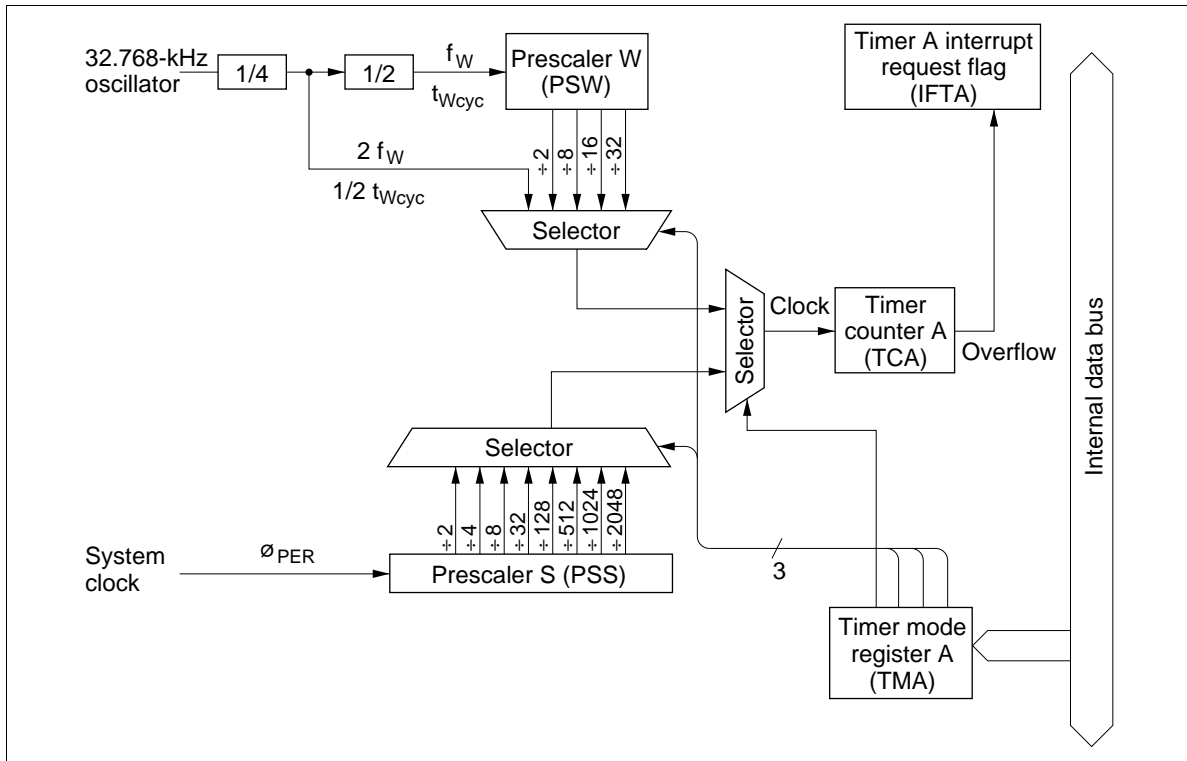 32.768-kHz
oscillator
1/4
1/2
fW
tWcyc
Prescaler W
(PSW)
Timer A interrupt
request flag
(IFTA)
2 fW
1/2 tWcyc
÷2
÷8
÷16
÷32
Selector
Selector
Clock
Timer
counter A
(TCA)
Overflow
Internal data bus
Selector
÷2
÷4
÷8
÷32
÷128
÷512
÷1024
÷2048
System
clock
øPER
Prescaler S (PSS)
3
Timer mode
register A
(TMA)